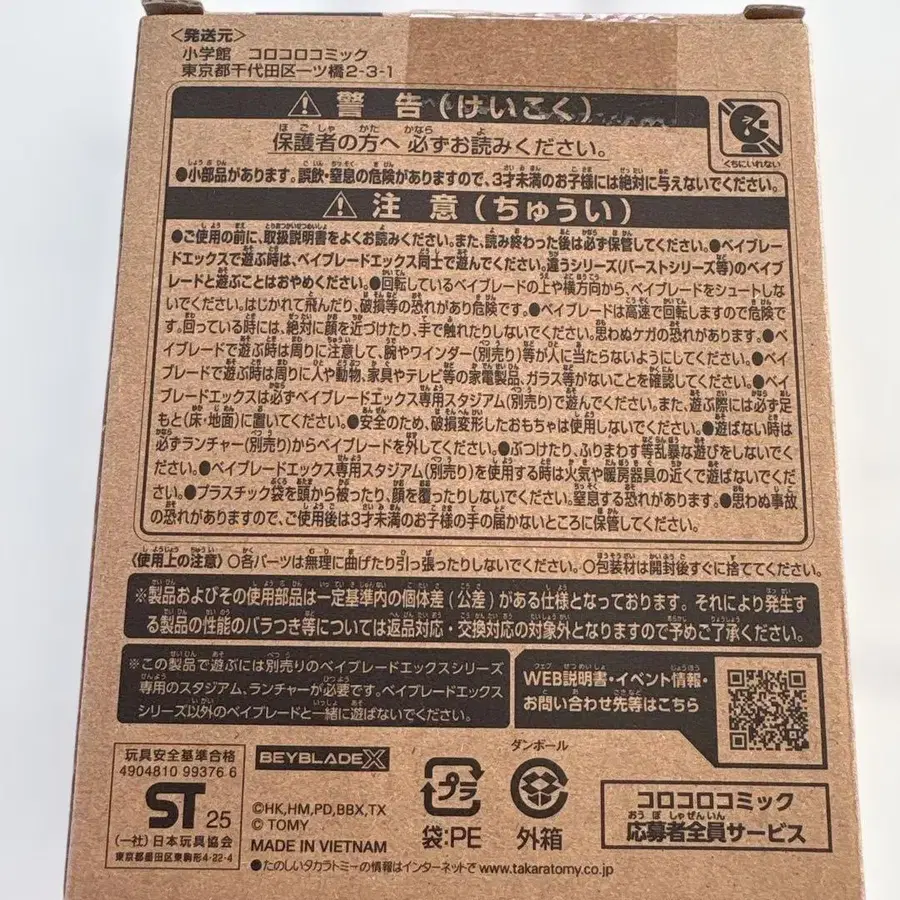 <発送元>
小学館 コロコロコミック
東京都千代田区一ツ橋2-3-1
警告(けいこく)
保護者の方へ 必ずお読みください。
くちにいれない
●小部品があります。誤飲・窒息の危険がありますので、3才未満のお子様には絶対に与えないでください。
注意(ちゅうい)
●ご使用の前に、取扱説明書をよくお読みください。また、読み終わった後は必ず保管してください。●ベイブレー
ドエックスで遊ぶ時は、ベイブレードエックス同士で遊んでください。違うシリーズ(バーストシリーズ等)のベイブ
レードと遊ぶことはおやめください。●回転しているベイブレードの上や横方向から、ベイブレードをシュートしな
いでください。はじかれて飛んだり、破損等の恐れがあり危険です。●ベイブレードは高速で回転しますので危険で
す。回っている時には、絶対に顔を近づけたり、手で触れたりしないでください。思わぬケガの恐れがあります。●ベ
イブレードで遊ぶ時は周りに注意して、腕やワインダー(別売り)等が人に当たらないようにしてください。●ベイ
ブレードで遊ぶ時は周りに人や動物、家具やテレビ等の家電製品、ガラス等がないことを確認してください。●ベイ
ブレードエックスは必ずベイブレードエックス専用スタジアム(別売り)で遊んでください。また、遊ぶ際には必ず足
もと(床・地面)に置いてください。●安全のため、破損変形したおもちゃは使用しないでください。●遊ばない時は
必ずランチャー(別売り)からベイブレードを外してください。●ぶつけたり、ふりまわす等乱暴な遊びをしないでく
ださい。●ベイブレードエックス専用スタジアム(別売り)を使用する時は火気や暖房器具の近くで遊ばないでくだ
さい。●プラスチック袋を頭から被ったり、顔を覆ったりしないでください。窒息する恐れがあります。●思わぬ事故
の恐れがありますので、ご使用後は3才未満のお子様の手の届かないところに保管してください。
〈使用上の注意〉○各パーツは無理に曲げたり引っ張ったりしないでください。○包装材は開封後すぐに捨ててください。
※製品およびその使用部品は一定基準内の個体差(公差)がある仕様となっております。それにより発生す
る製品の性能のバラつき等については返品対応・交換対応の対象外となりますので予めご了承ください。
※この製品で遊ぶには別売りのベイブレードエックスシリーズ
専用のスタジアム、ランチャーが必要です。ベイブレードエックス
シリーズ以外のベイブレードと一緒に遊ばないでください。
WEB説明書・イベント情報・
お問い合わせ先等はこちら
玩具安全基準合格
4904810 99376 6
ST 25
(一社)日本玩具協会
東京都墨田区東駒形4-22-4
BEYBLADE X
©HK,HM,PD,BBX,TX
© TOMY
MADE IN VIETNAM
●たのしいタカラトミーの情報はインターネットで www.takaratomy.co.jp
プラ
袋:PE
ダンボール
外箱
コロコロコミック
応募者全員サービス